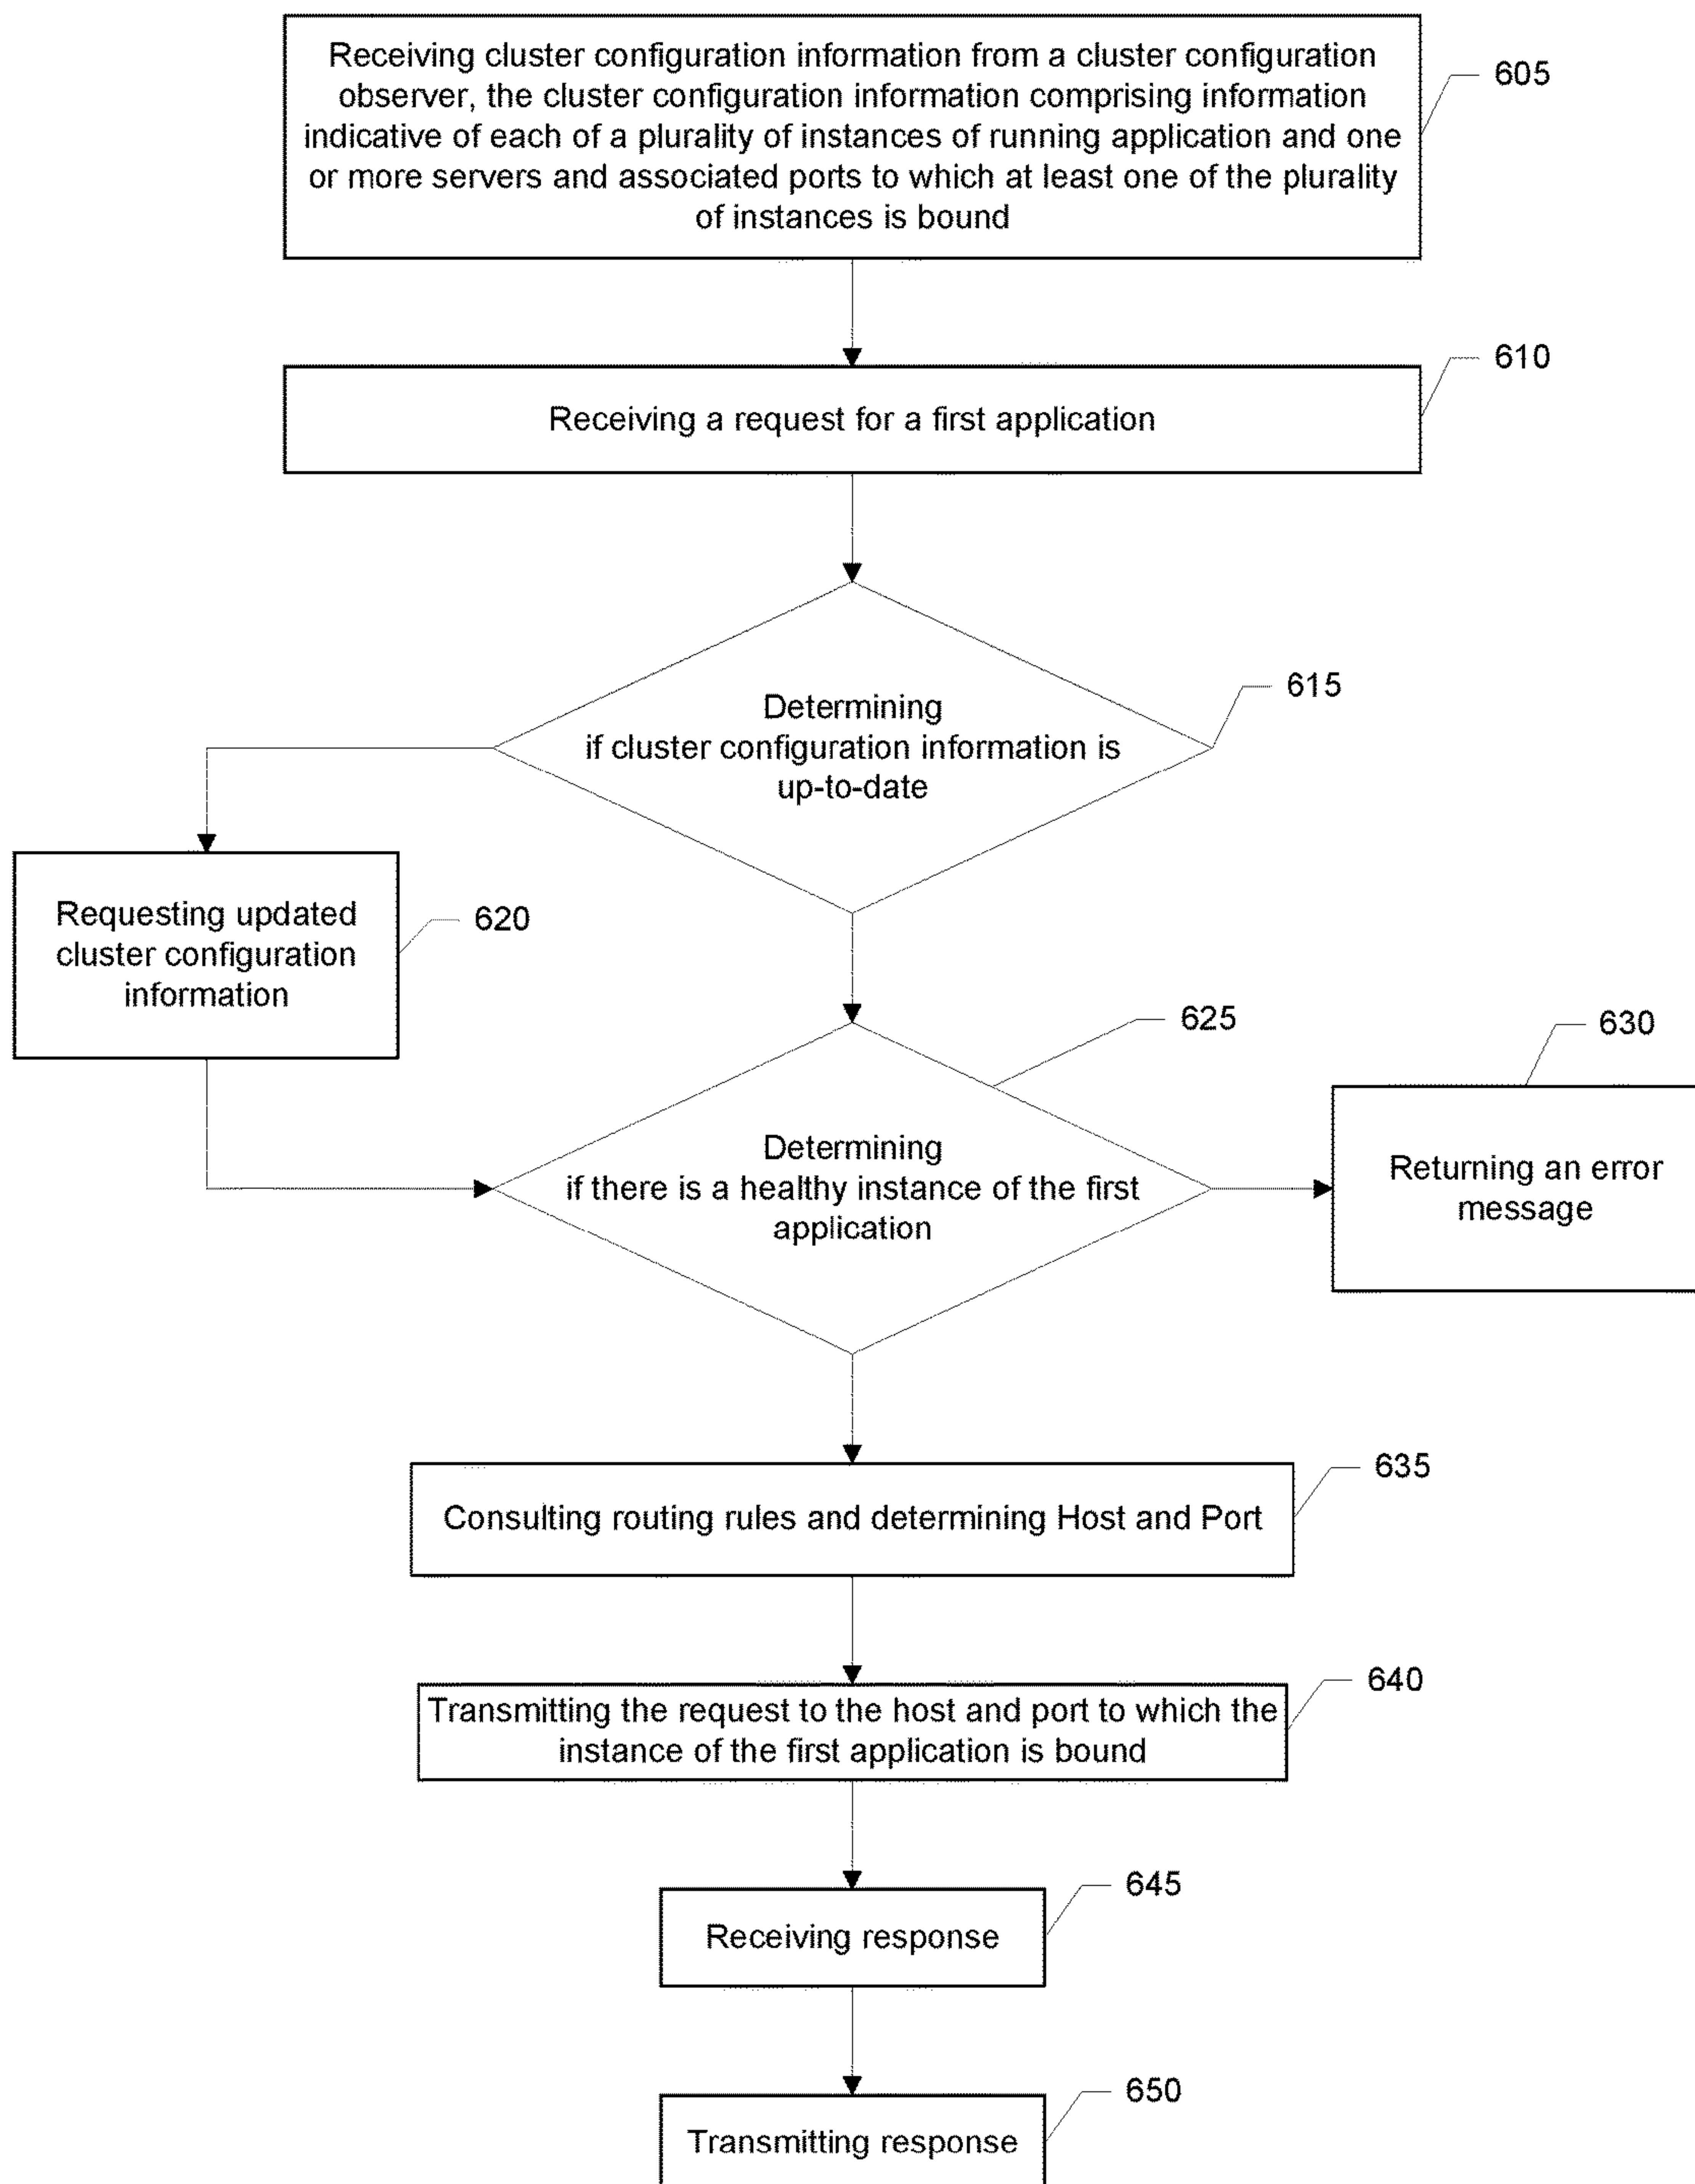 Receiving cluster configuration information from a cluster configuration
observer, the cluster configuration information comprising information
indicative of each of a plurality of instances of running application and one
or more servers and associated ports to which at least one of the plurality
of instances is bound
605
610
Receiving a request for a first application
615
Determining
if cluster configuration information is
up-to-date
620
Requesting updated
cluster configuration
information
625
630
Determining
if there is a healthy instance of the first
application
Returning an error
message
635
Consulting routing rules and determining Host and Port
640
Transmitting the request to the host and port to which the
instance of the first application is bound
645
Receiving response
650
Transmitting response